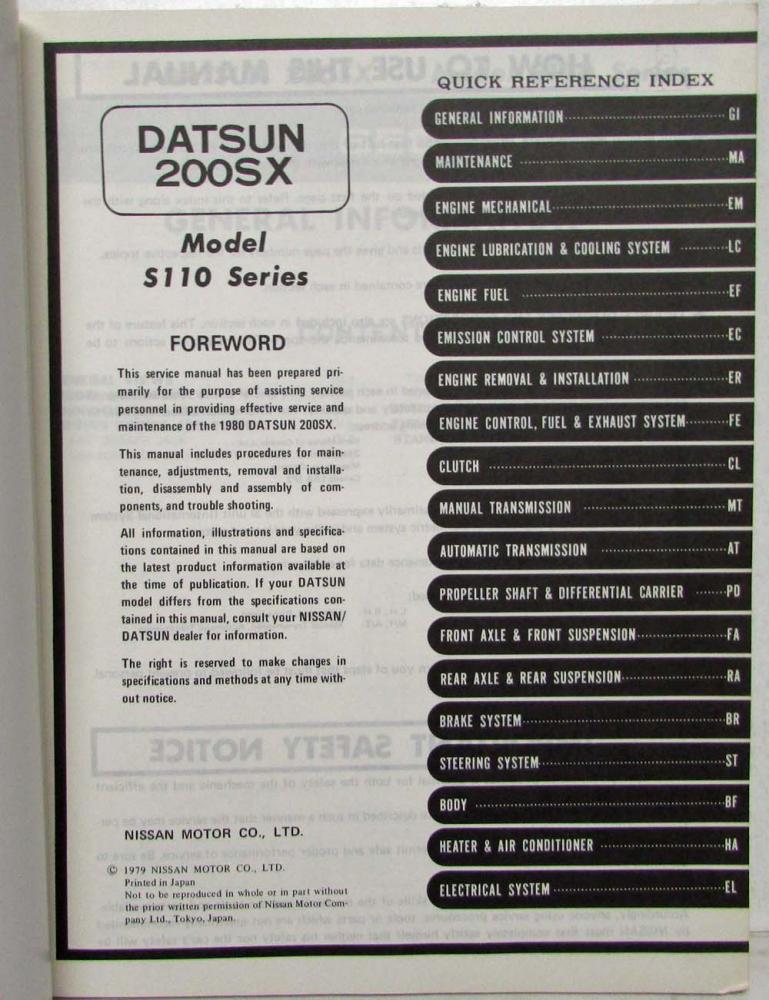 DATSUN
200SX
Model
S110 Series
FOREWORD
This service manual has been prepared pri-
marily for the purpose of assisting service
personnel in providing effective service and
maintenance of the 1980 DATSUN 200SX.
This manual includes procedures for main-
tenance, adjustments, removal and installa-
tion, disassembly and assembly of com-
ponents, and trouble shooting.
All information, illustrations and specifica-
tions contained in this manual are based on
the latest product information available at
the time of publication. If your DATSUN
model differs from the specifications con-
tained in this manual, consult your NISSAN/
DATSUN dealer for information.
The right is reserved to make changes in
specifications and methods at any time with-
out notice.
NISSAN MOTOR CO., LTD.
© 1979 NISSAN MOTOR CO., LTD.
Printed in Japan
Not to be reproduced in whole or in part without
the prior written permission of Nissan Motor Com-
pany Ltd., Tokyo, Japan.
QUICK REFERENCE INDEX
GENERAL INFORMATION GI
MAINTENANCE MA
ENGINE MECHANICAL EM
ENGINE LUBRICATION & COOLING SYSTEM LC
ENGINE FUEL EF
EMISSION CONTROL SYSTEM EC
ENGINE REMOVAL & INSTALLATION ER
ENGINE CONTROL, FUEL & EXHAUST SYSTEM FE
CLUTCH CL
MANUAL TRANSMISSION MT
AUTOMATIC TRANSMISSION AT
PROPELLER SHAFT & DIFFERENTIAL CARRIER PD
FRONT AXLE & FRONT SUSPENSION FA
REAR AXLE & REAR SUSPENSION RA
BRAKE SYSTEM BR
STEERING SYSTEM ST
BODY BF
HEATER & AIR CONDITIONER HA
ELECTRICAL SYSTEM EL